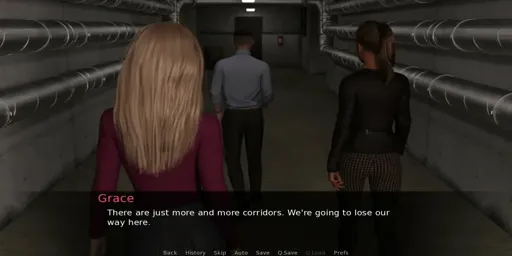 Grace
There are just more and more corridors. We're going to lose our
way here.
Back History Skip Auto Save Q.Save Q.Load Prefs